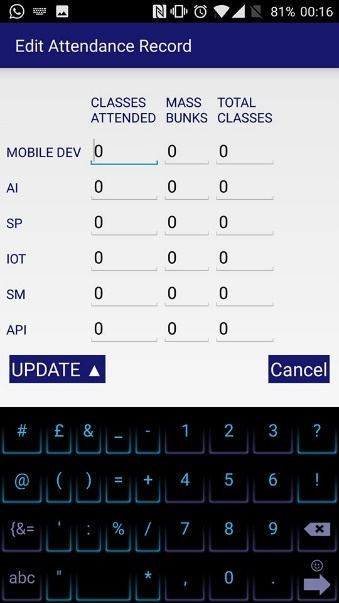 81% 00:16
Edit Attendance Record
CLASSES ATTENDED MASS BUNKS TOTAL CLASSES
MOBILE DEV 0 0 0
AI 0 0 0
SP 0 0 0
IOT 0 0 0
SM 0 0 0
API 0 0 0
UPDATE ▲ Cancel
# £ & _ - 1 2 3 ?
@ ( ) = + 4 5 6 !
{&= ' : % / 7 8 9
abc " * , 0 .